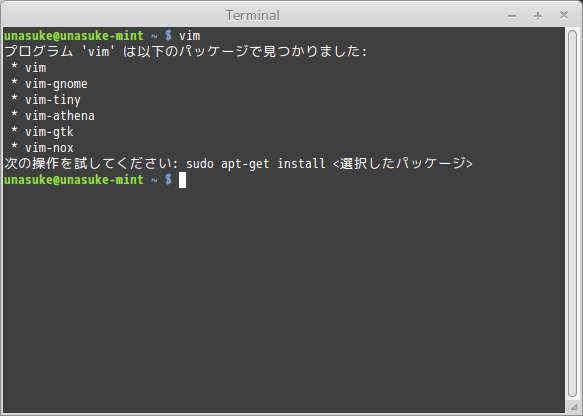 Terminal
unasuke@unasuke-mint ~ $ vim
プログラム 'vim' は以下のパッケージで見つかりました:
 * vim
 * vim-gnome
 * vim-tiny
 * vim-athena
 * vim-gtk
 * vim-nox
次の操作を試してください: sudo apt-get install <選択したパッケージ>
unasuke@unasuke-mint ~ $